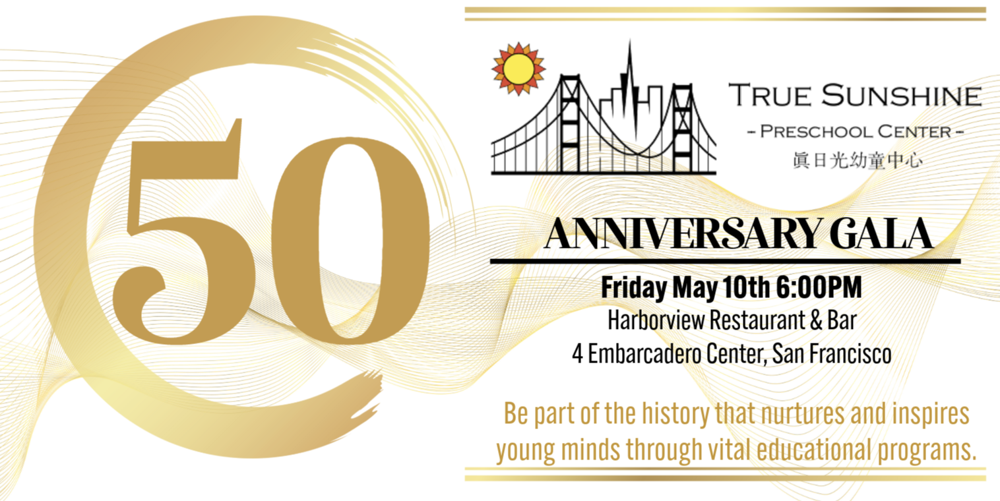 50
TRUE SUNSHINE
- PRESCHOOL CENTER -
眞日光幼童中心
ANNIVERSARY GALA
Friday May 10th 6:00PM
Harborview Restaurant & Bar
4 Embarcadero Center, San Francisco
Be part of the history that nurtures and inspires
young minds through vital educational programs.